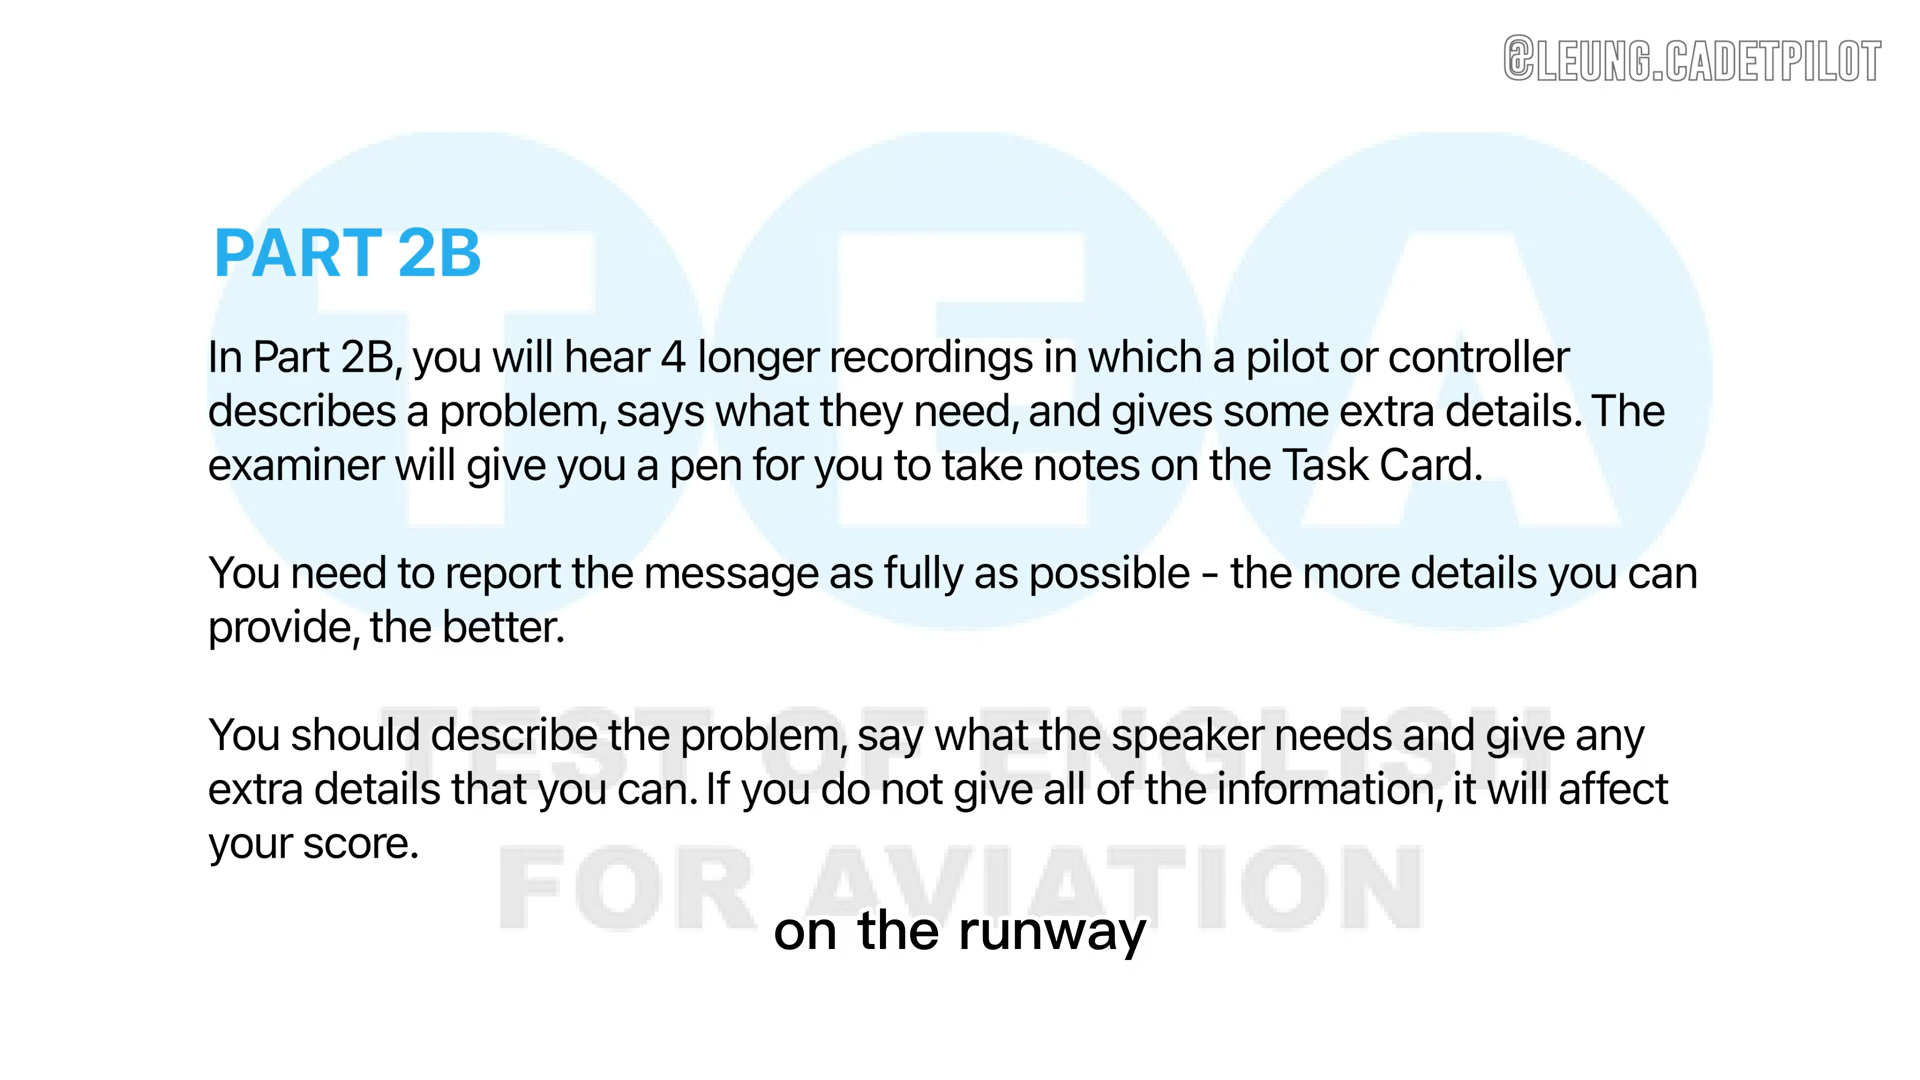 @LEUNG.CADETPILOT
PART 2B
In Part 2B, you will hear 4 longer recordings in which a pilot or controller
describes a problem, says what they need, and gives some extra details. The
examiner will give you a pen for you to take notes on the Task Card.
You need to report the message as fully as possible - the more details you can
provide, the better.
You should describe the problem, say what the speaker needs and give any
extra details that you can. If you do not give all of the information, it will affect
your score.
TEA
TEST OF ENGLISH
FOR AVIATION
on the runway